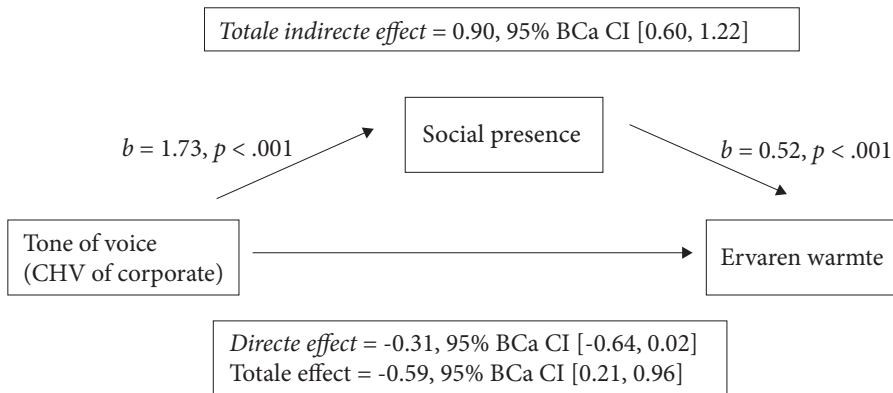 Totale indirecte effect = 0.90, 95% BCa CI [0.60, 1.22]
Social presence
b = 1.73, p < .001
b = 0.52, p < .001
Tone of voice
(CHV of corporate)
Ervaren warmte
Directe effect = -0.31, 95% BCa CI [-0.64, 0.02]
Totale effect = -0.59, 95% BCa CI [0.21, 0.96]